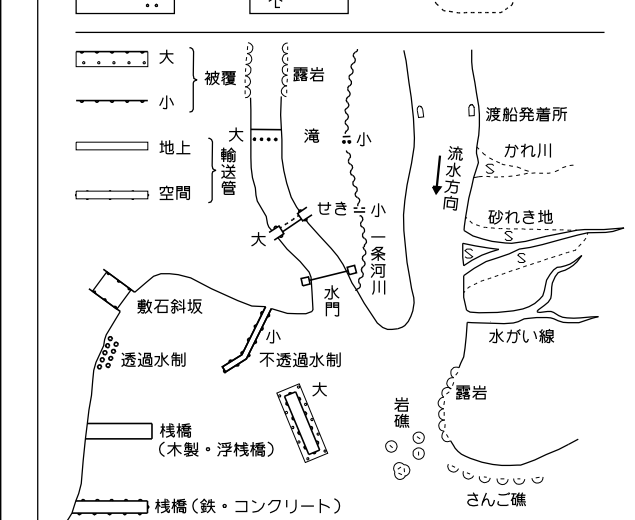 大
被覆
小
地上
輸送管
空間
露岩
大
滝
小
せき
小
大
一条河川
水門
流水方向
渡船発着所
かれ川
S
砂れき地
S
S
S
水がい線
敷石斜坂
透過水制
小
不透過水制
大
露岩
岩礁
桟橋
(木製・浮桟橋)
さんご礁
桟橋(鉄・コンクリート)